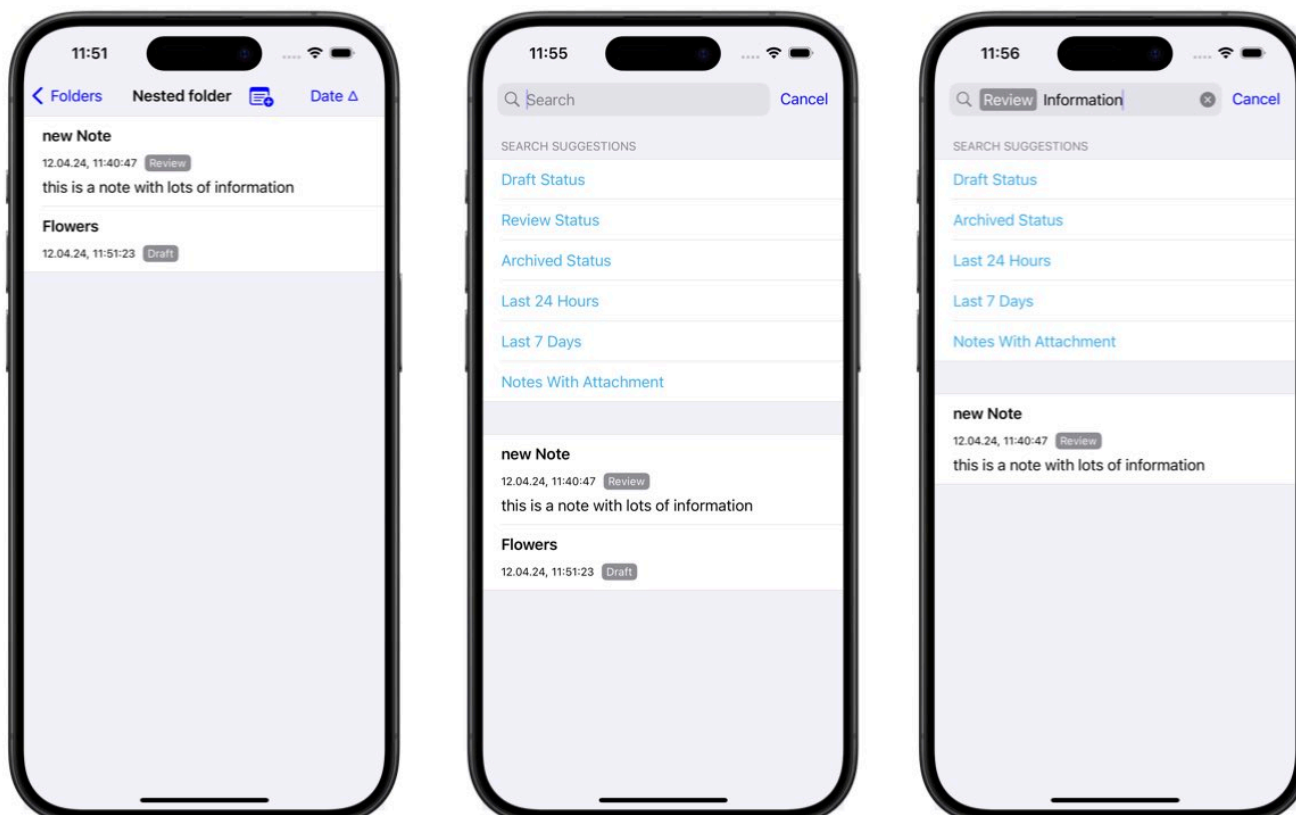 11:51
Folders Nested folder Date Δ
new Note
12.04.24, 11:40:47 Review
this is a note with lots of information
Flowers
12.04.24, 11:51:23 Draft
11:55
Search Cancel
SEARCH SUGGESTIONS
Draft Status
Review Status
Archived Status
Last 24 Hours
Last 7 Days
Notes With Attachment
new Note
12.04.24, 11:40:47 Review
this is a note with lots of information
Flowers
12.04.24, 11:51:23 Draft
11:56
Review Information Cancel
SEARCH SUGGESTIONS
Draft Status
Archived Status
Last 24 Hours
Last 7 Days
Notes With Attachment
new Note
12.04.24, 11:40:47 Review
this is a note with lots of information